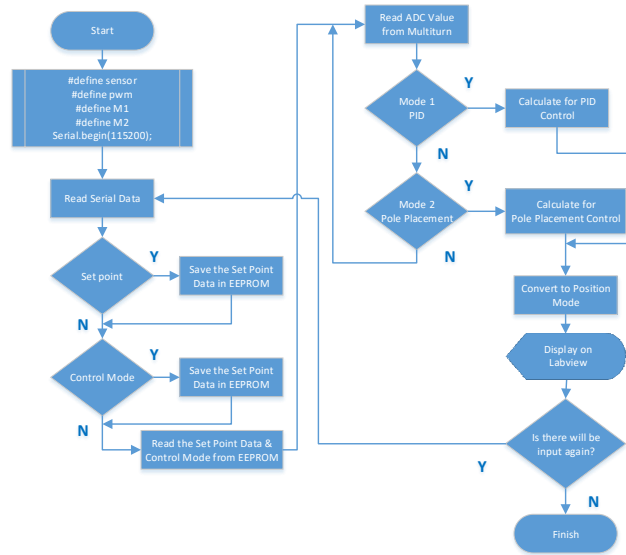 Start
#define sensor
#define pwm
#define M1
#define M2
Serial.begin(115200);
Read Serial Data
Set point
Y
Save the Set Point
Data in EEPROM
N
Control Mode
Y
Save the Set Point
Data in EEPROM
N
Read the Set Point Data &
Control Mode from EEPROM
Read ADC Value
from Multiturn
Mode 1
PID
Y
Calculate for PID
Control
N
Mode 2
Pole Placement
Y
Calculate for
Pole Placement Control
N
Convert to Position
Mode
Display on
Labview
Is there will be
input again?
Y
N
Finish